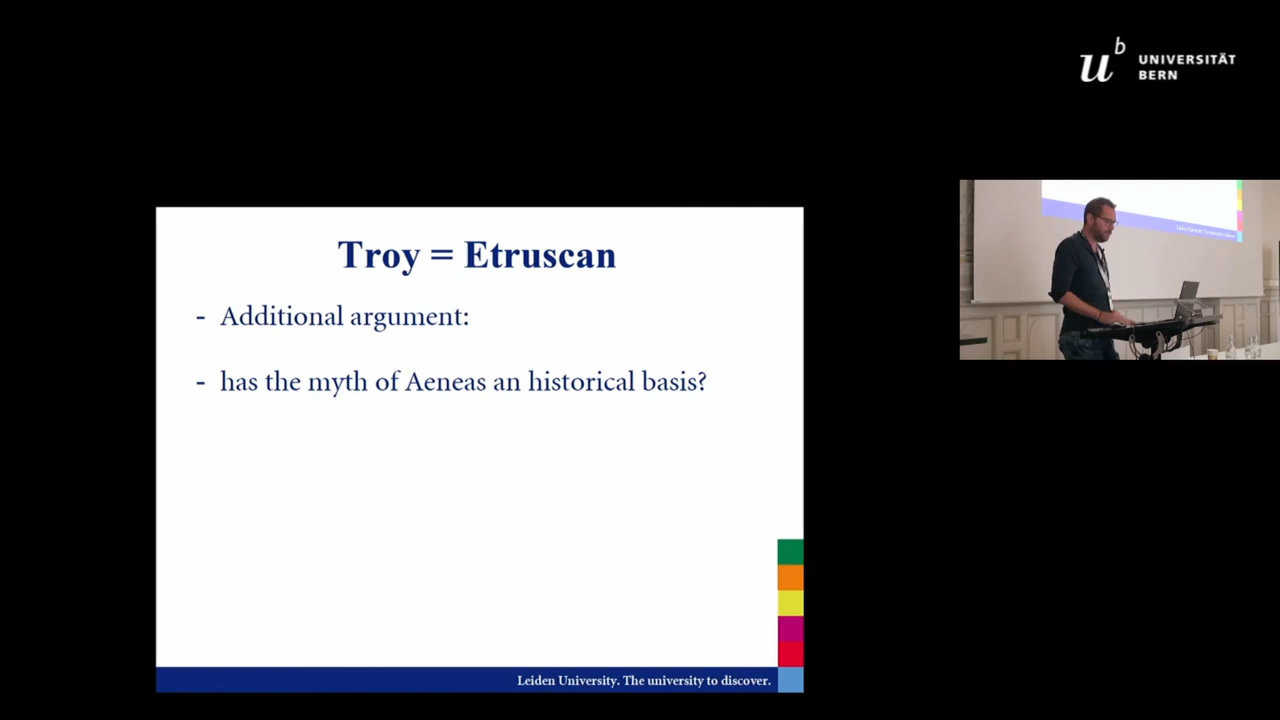 u b UNIVERSITÄT
BERN
Troy = Etruscan
- Additional argument:
- has the myth of Aeneas an historical basis?
Leiden University. The university to discover.